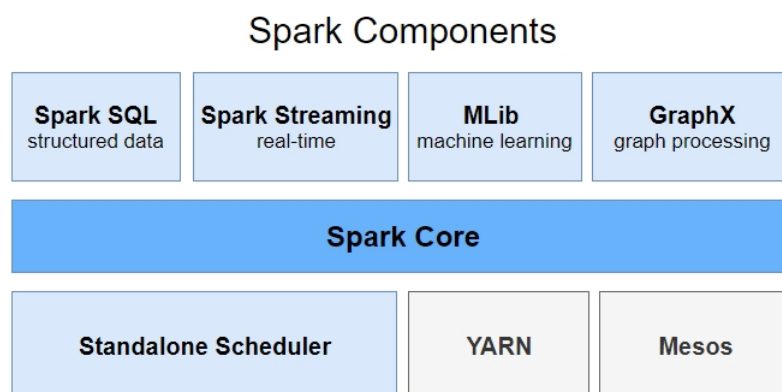 Spark Components
Spark SQL
structured data
Spark Streaming
real-time
MLib
machine learning
GraphX
graph processing
Spark Core
Standalone Scheduler
YARN
Mesos